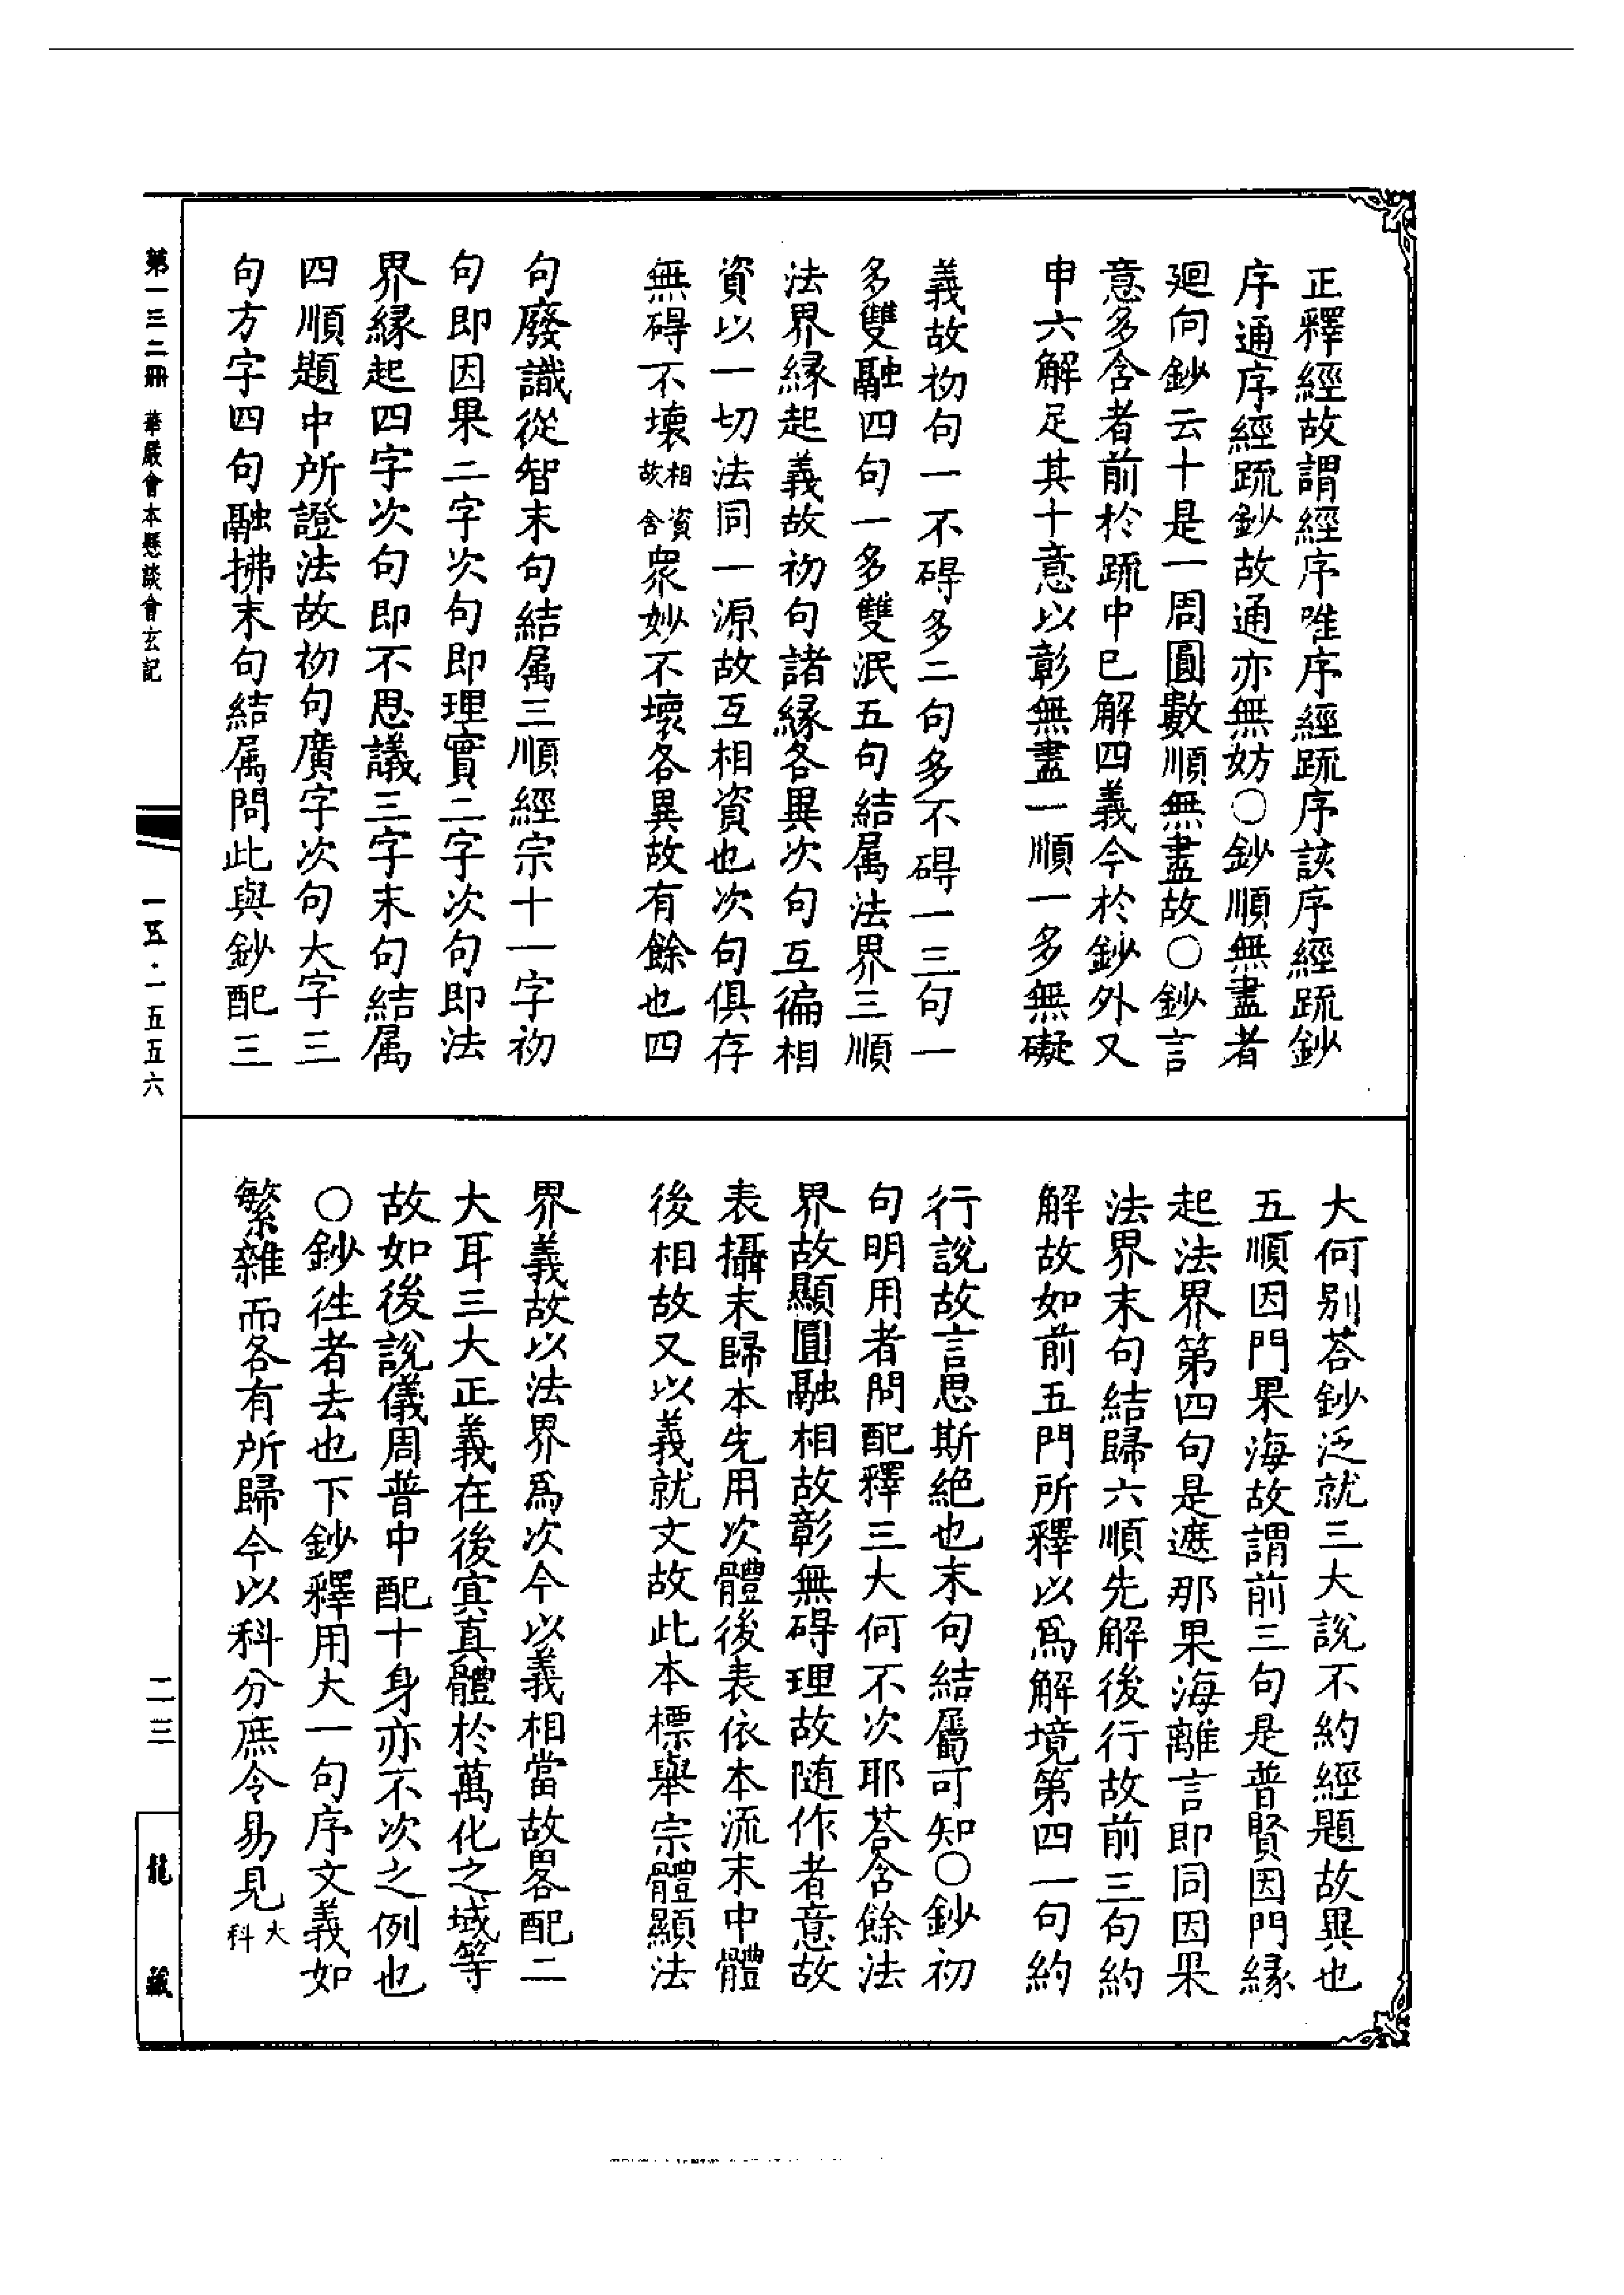 正釋經故謂經序唯序經䟽序該序經䟽鈔
序通序經䟽鈔故通亦無妨○鈔順無盡者
廻向鈔云十是一周圓數順無盡故○鈔言
意多含者前於䟽中已解四義今於鈔外又
申六解足其十意以彰無盡一順一多無礙
義故初句一不碍多二句多不碍一三句一
多雙融四句一多雙泯五句結属法界三順
法界緣起義故初句諸緣各異次句互徧相
資以一切法同一源故互相資也次句俱存
無碍不壞相故資含衆妙不壞各異故有餘也四
句廢識從智末句結属三順經宗十一字初
句即因果二字次句即理實二字次句即法
界緣起四字次句即不思議三字末句結属
四順題中所證法故初句廣字次句大字三
句方字四句融拂末句結属問此與鈔配三
大何别荅鈔泛就三大說不約經題故異也
五順因門果海故謂前三句是普賢因門緣
起法界第四句是遮那果海離言即同因果
法界末句結歸六順先解後行故前三句約
解故如前五門所釋以爲解境第四一句約
行說故言思斯絶也末句結屬可知○鈔初
句明用者問配釋三大何不次耶荅含餘法
界故顯圓融相故彰無碍理故随作者意故
表攝末歸本先用次體後表依本流末中體
後相故又以義就文故此本標舉宗體顯法
界義故以法界爲次今以義相當故畧配二
大耳三大正義在後㝠真體於萬化之域等
故如後說儀周普中配十身亦不次之例也
○鈔徃者去也下鈔釋用大一句序文義如
繁雜而各有所歸今以科分庶令易見大科
第一三二冊 華嚴會本懸談會玄記
一五·一五五六
二三
龍藏